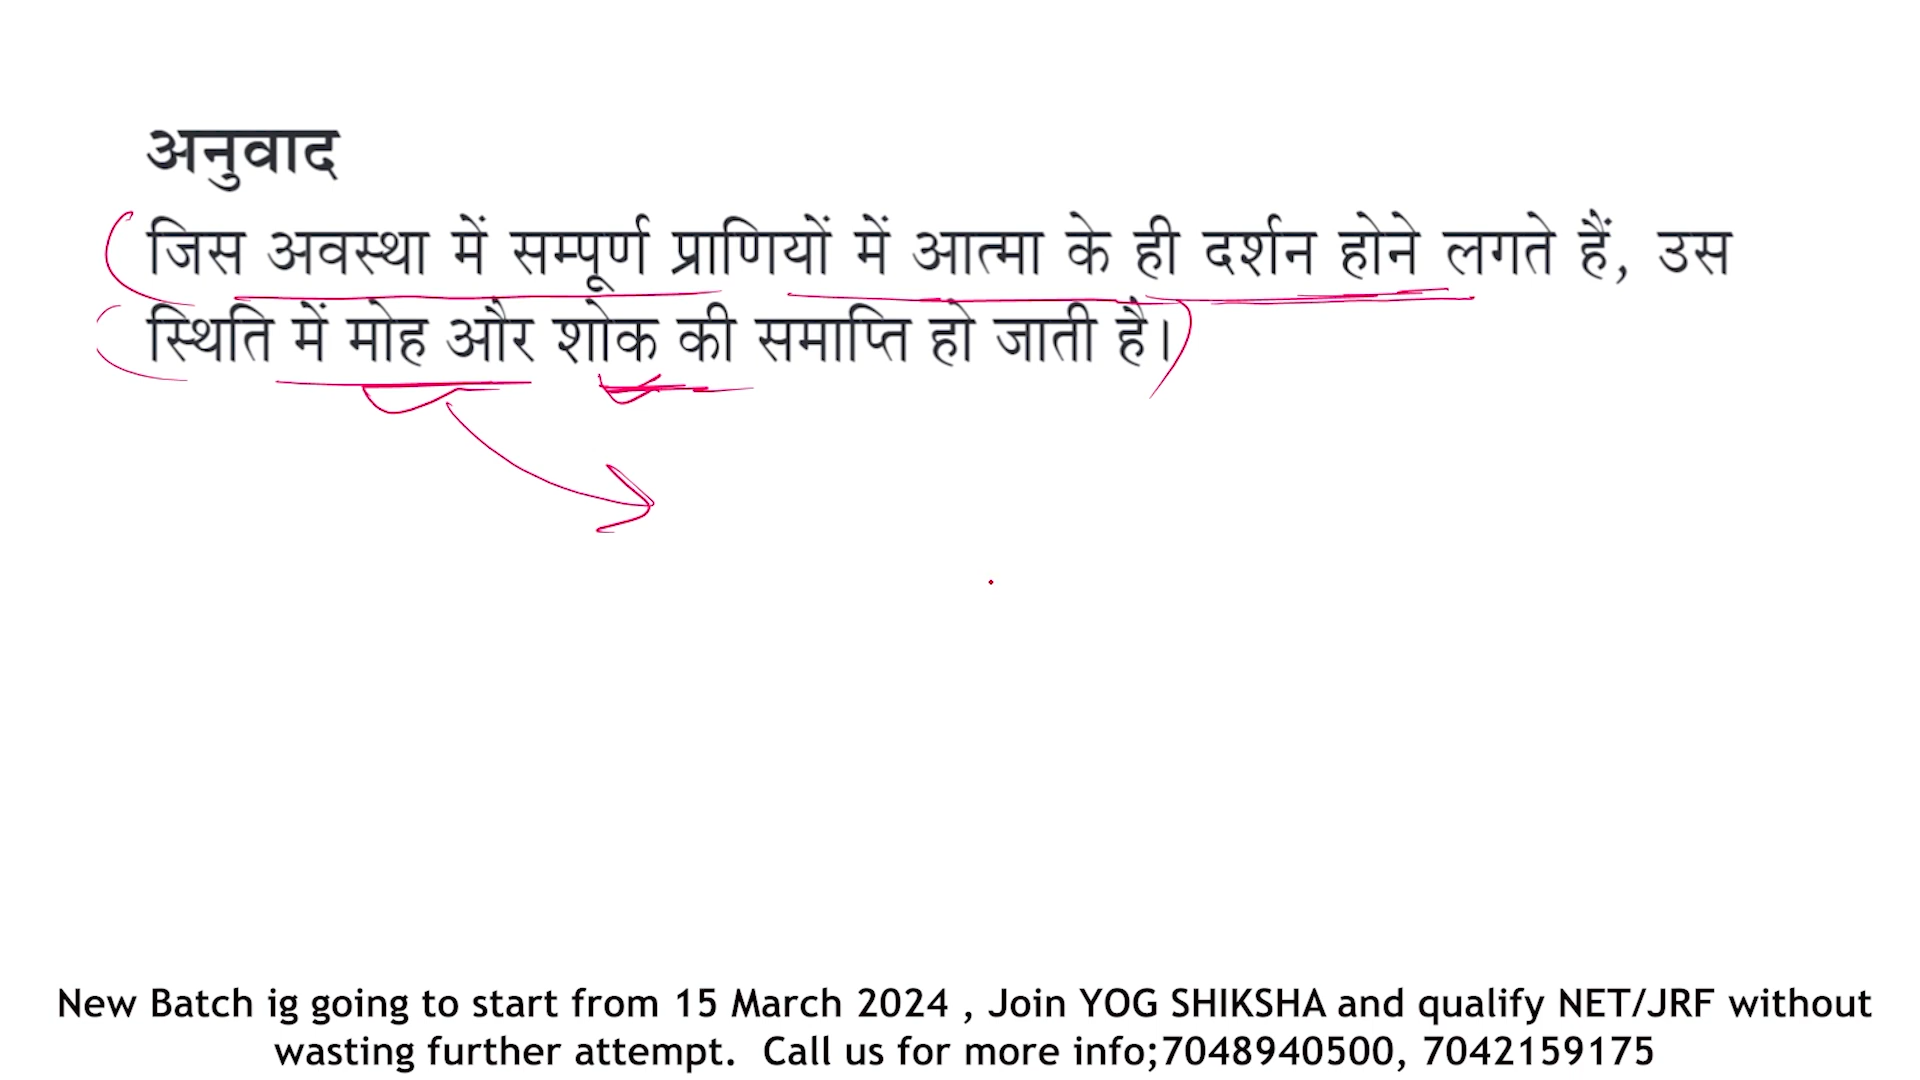 अनुवाद
जिस अवस्था में सम्पूर्ण प्राणियों में आत्मा के ही दर्शन होने लगते हैं, उस
स्थिति में मोह और शोक की समाप्ति हो जाती है।
New Batch ig going to start from 15 March 2024 , Join YOG SHIKSHA and qualify NET/JRF without
wasting further attempt.  Call us for more info;7048940500, 7042159175